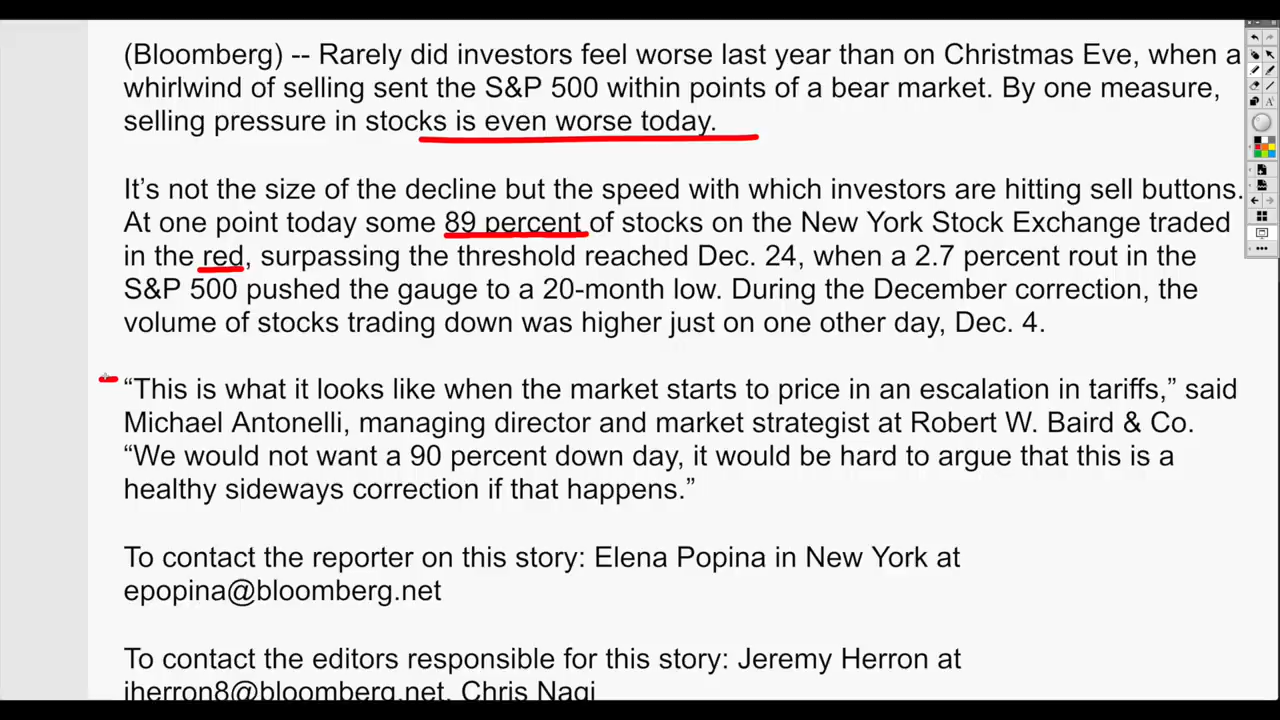 (Bloomberg) -- Rarely did investors feel worse last year than on Christmas Eve, when a
whirlwind of selling sent the S&P 500 within points of a bear market. By one measure,
selling pressure in stocks is even worse today.
It’s not the size of the decline but the speed with which investors are hitting sell buttons.
At one point today some 89 percent of stocks on the New York Stock Exchange traded
in the red, surpassing the threshold reached Dec. 24, when a 2.7 percent rout in the
S&P 500 pushed the gauge to a 20-month low. During the December correction, the
volume of stocks trading down was higher just on one other day, Dec. 4.
“This is what it looks like when the market starts to price in an escalation in tariffs,” said
Michael Antonelli, managing director and market strategist at Robert W. Baird & Co.
“We would not want a 90 percent down day, it would be hard to argue that this is a
healthy sideways correction if that happens.”
To contact the reporter on this story: Elena Popina in New York at
epopina@bloomberg.net
To contact the editors responsible for this story: Jeremy Herron at
jherron8@bloomberg.net, Chris Nagi